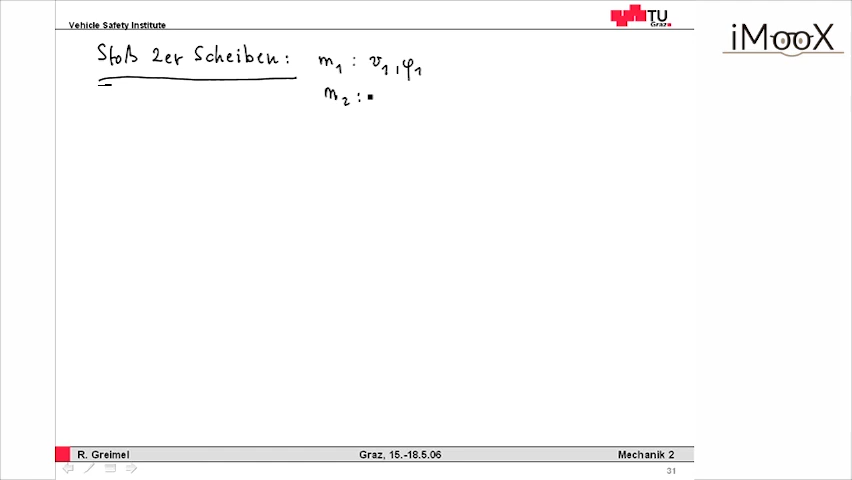 Vehicle Safety Institute
TU
Graz
iMooX
Stoß 2er Scheiben:
m₁ : v₁, φ₁
m₂ :
R. Greimel
Graz, 15.-18.5.06
Mechanik 2
31